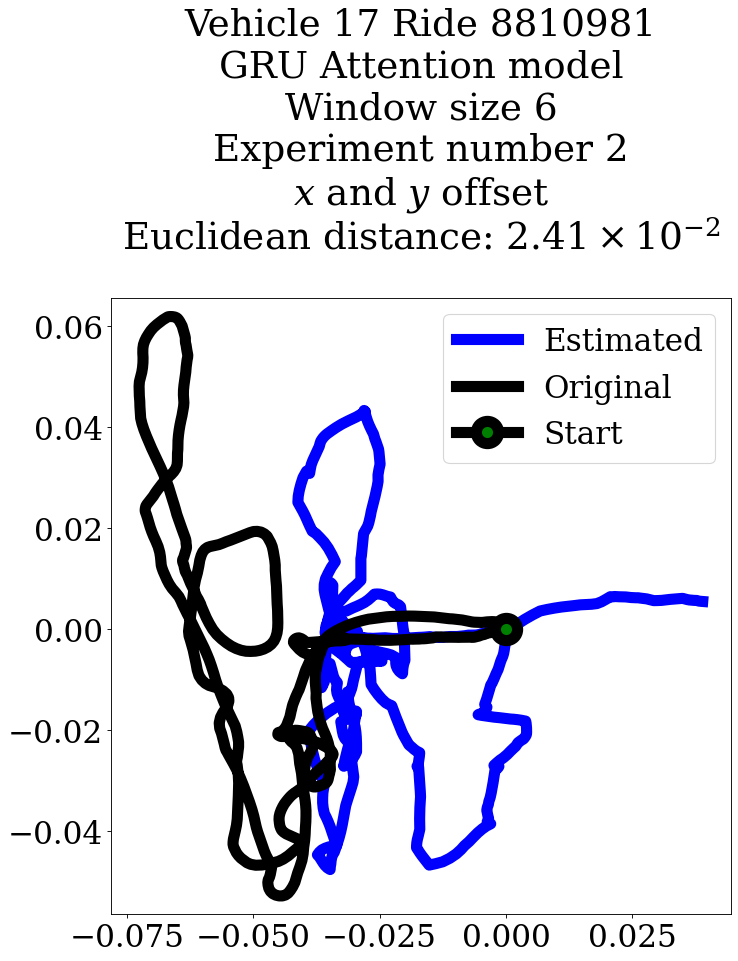 Vehicle 17 Ride 8810981
GRU Attention model
Window size 6
Experiment number 2
x and y offset
Euclidean distance: 2.41 × 10⁻²
Estimated
Original
Start
0.06
0.04
0.02
0.00
−0.02
−0.04
−0.075 −0.050 −0.025 0.000 0.025